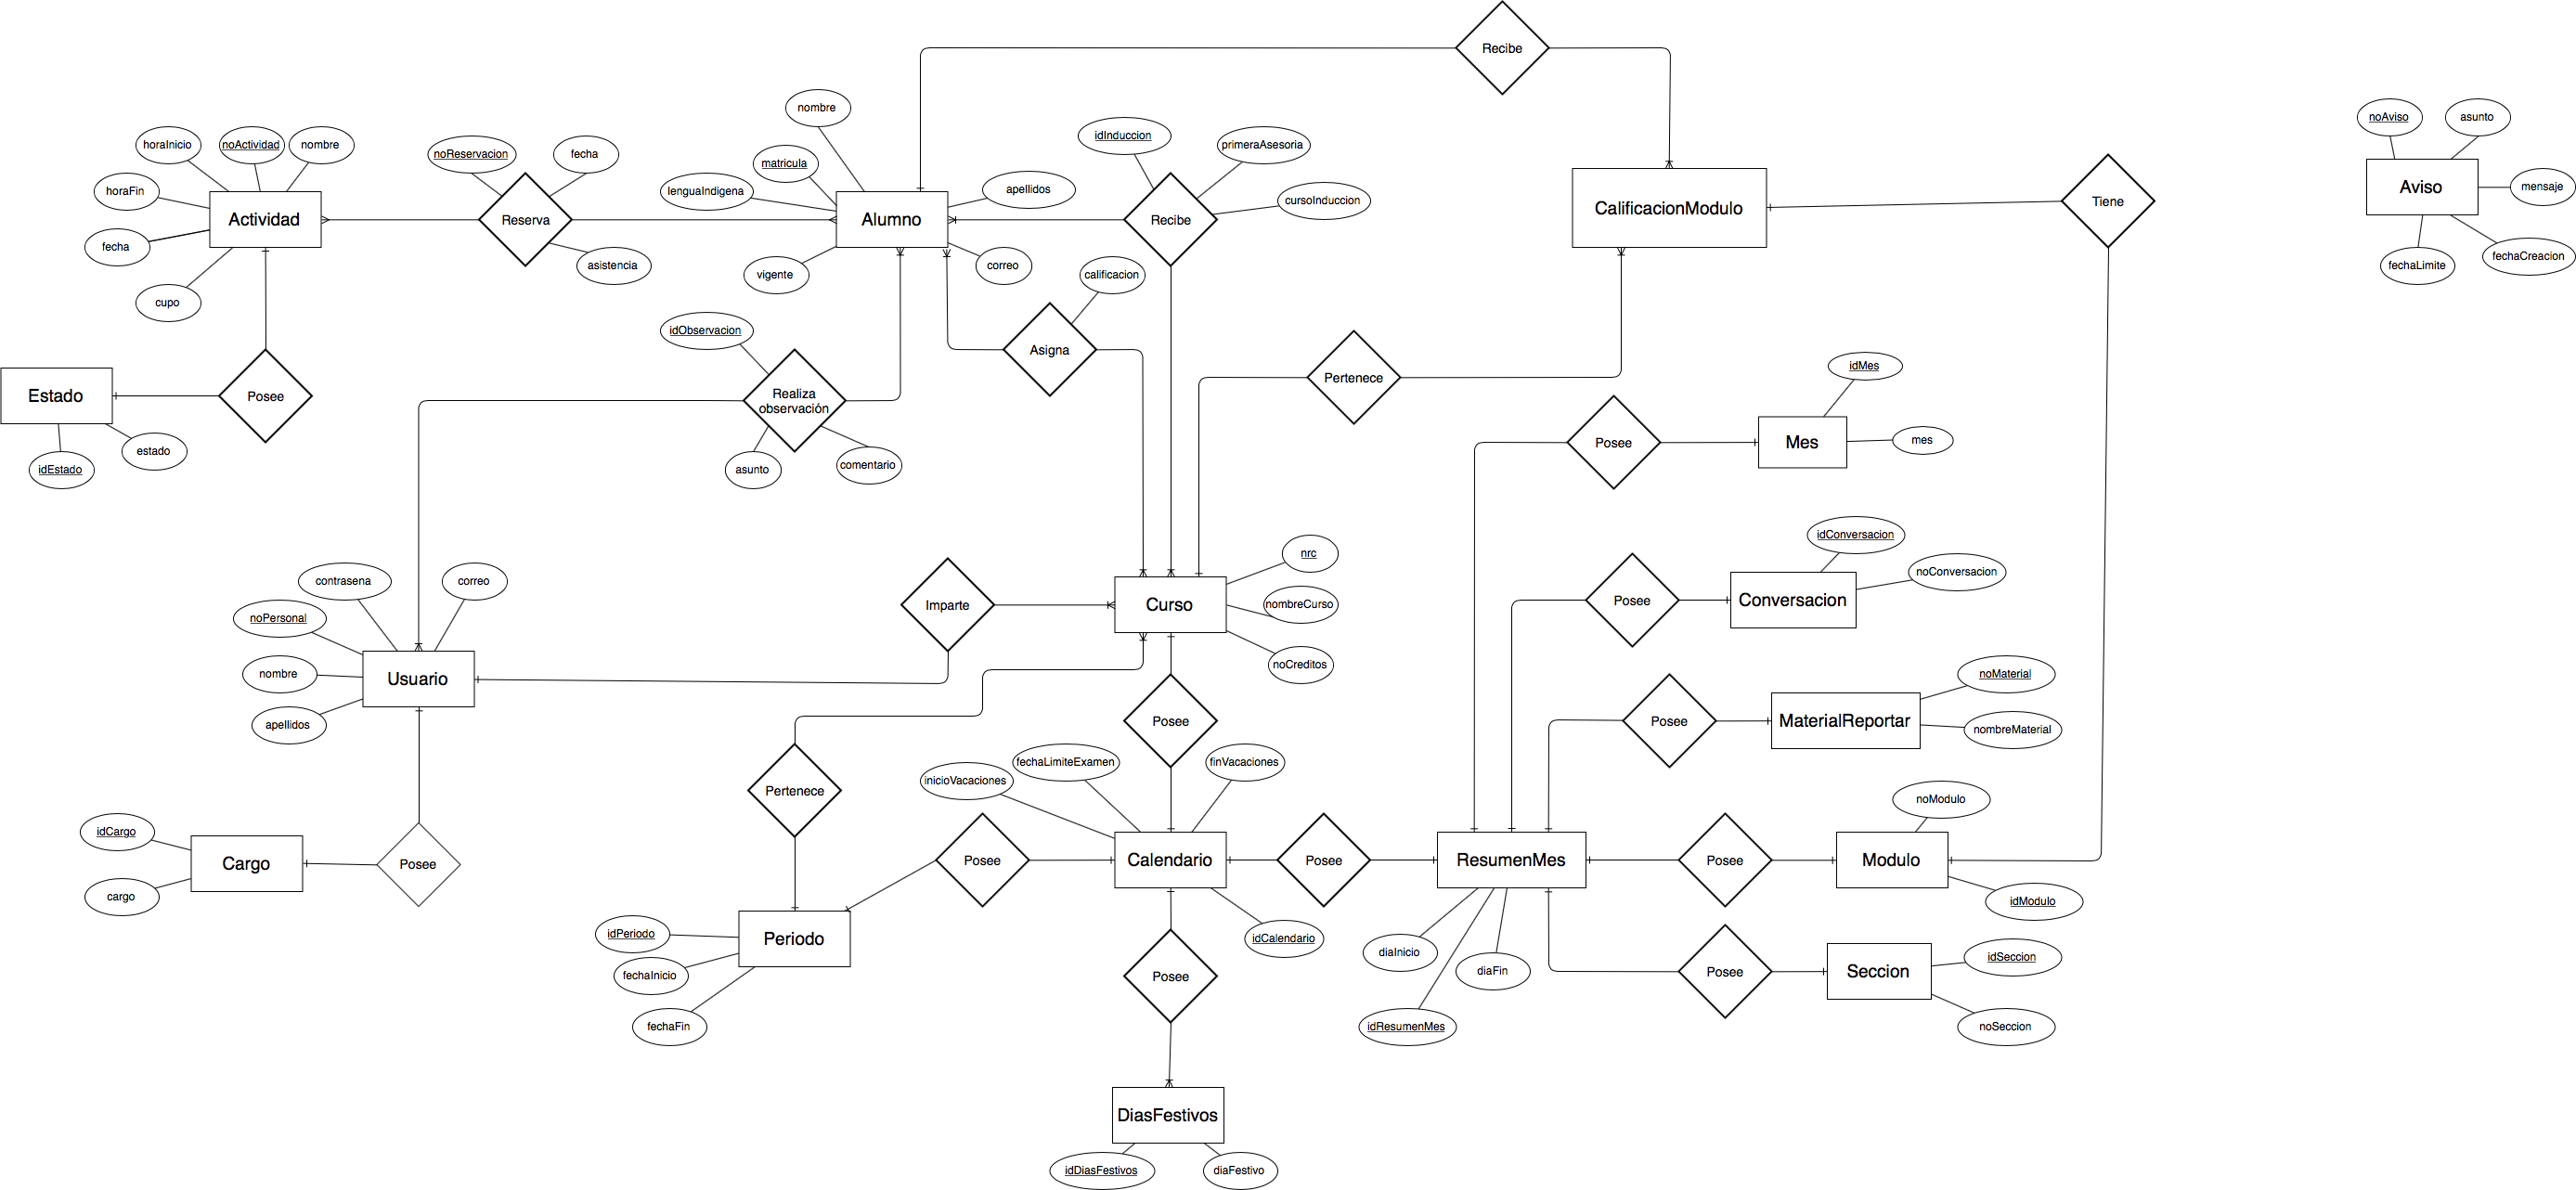 Recibe
nombre
noAviso
asunto
horaInicio
noActividad
nombre
noReservacion
fecha
matricula
idInduccion
primeraAsesoria
horaFin
lenguaIndigena
apellidos
cursoInduccion
Aviso
mensaje
Actividad
Reserva
Alumno
Recibe
CalificacionModulo
Tiene
fecha
asistencia
vigente
correo
calificacion
fechaLimite
fechaCreacion
cupo
idObservacion
Asigna
Pertenece
idMes
Estado
Posee
Realiza
observación
Posee
Mes
mes
idEstado
estado
asunto
comentario
idConversacion
nrc
noConversacion
contrasena
correo
noPersonal
Imparte
Curso
nombreCurso
Posee
Conversacion
nombre
Usuario
noCreditos
noMaterial
apellidos
Posee
Posee
MaterialReportar
nombreMaterial
inicioVacaciones
fechaLimiteExamen
finVacaciones
Pertenece
noModulo
idCargo
Cargo
Posee
Posee
Calendario
Posee
ResumenMes
Posee
Modulo
cargo
idModulo
idPeriodo
Periodo
idCalendario
diaInicio
idSeccion
fechaInicio
Posee
diaFin
Posee
Seccion
fechaFin
idResumenMes
noSeccion
DiasFestivos
idDiasFestivos
diaFestivo